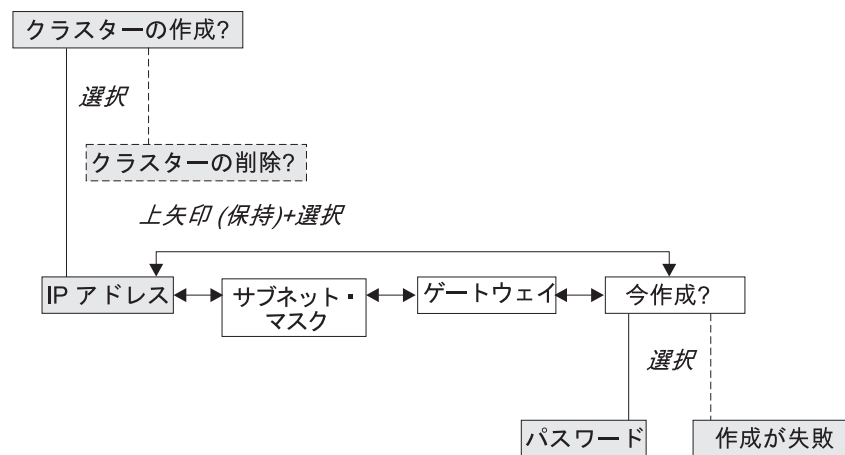 クラスターの作成?
選択
クラスターの削除?
上矢印 (保持)+選択
IP アドレス
サブネット・
マスク
ゲートウェイ
今作成?
選択
パスワード
作成が失敗